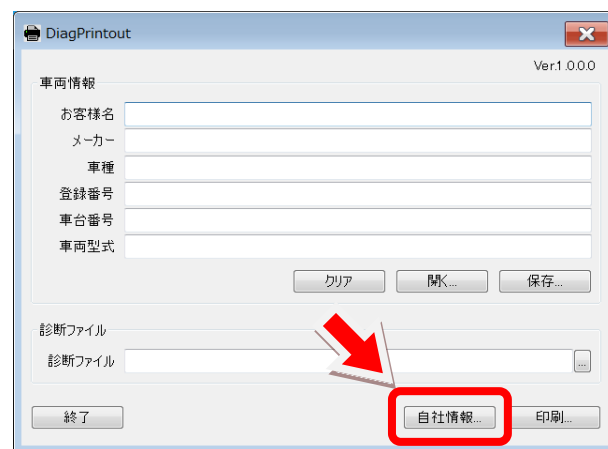 DiagPrintout
Ver.1.0.0.0
車両情報
お客様名
メーカー
車種
登録番号
車台番号
車両型式
クリア 開く... 保存...
診断ファイル
診断ファイル ...
終了 自社情報... 印刷...